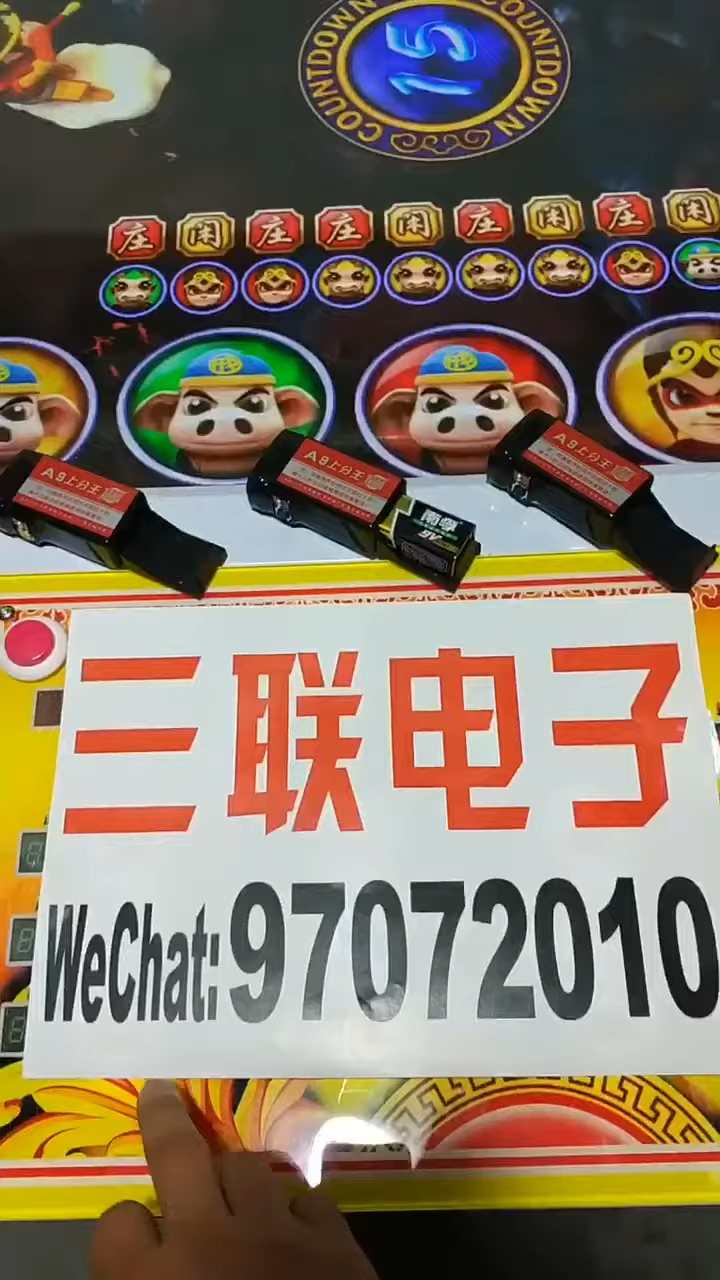 COUNTDOWN COUNTDOWN
15
庄 闲 庄 庄 闲 庄 闲 庄 闲
A8上分王
A8上分王
A8上分王
南孚
9V
三联电子
WeChat:97072010